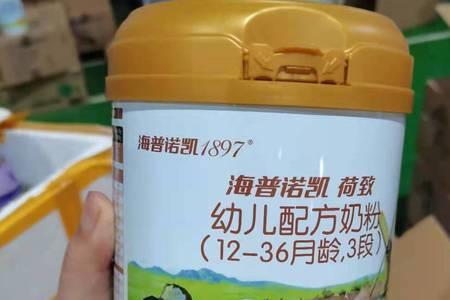 海普诺凯1897®
海普诺凯 荷致
幼儿配方奶粉
（12-36月龄,3段）